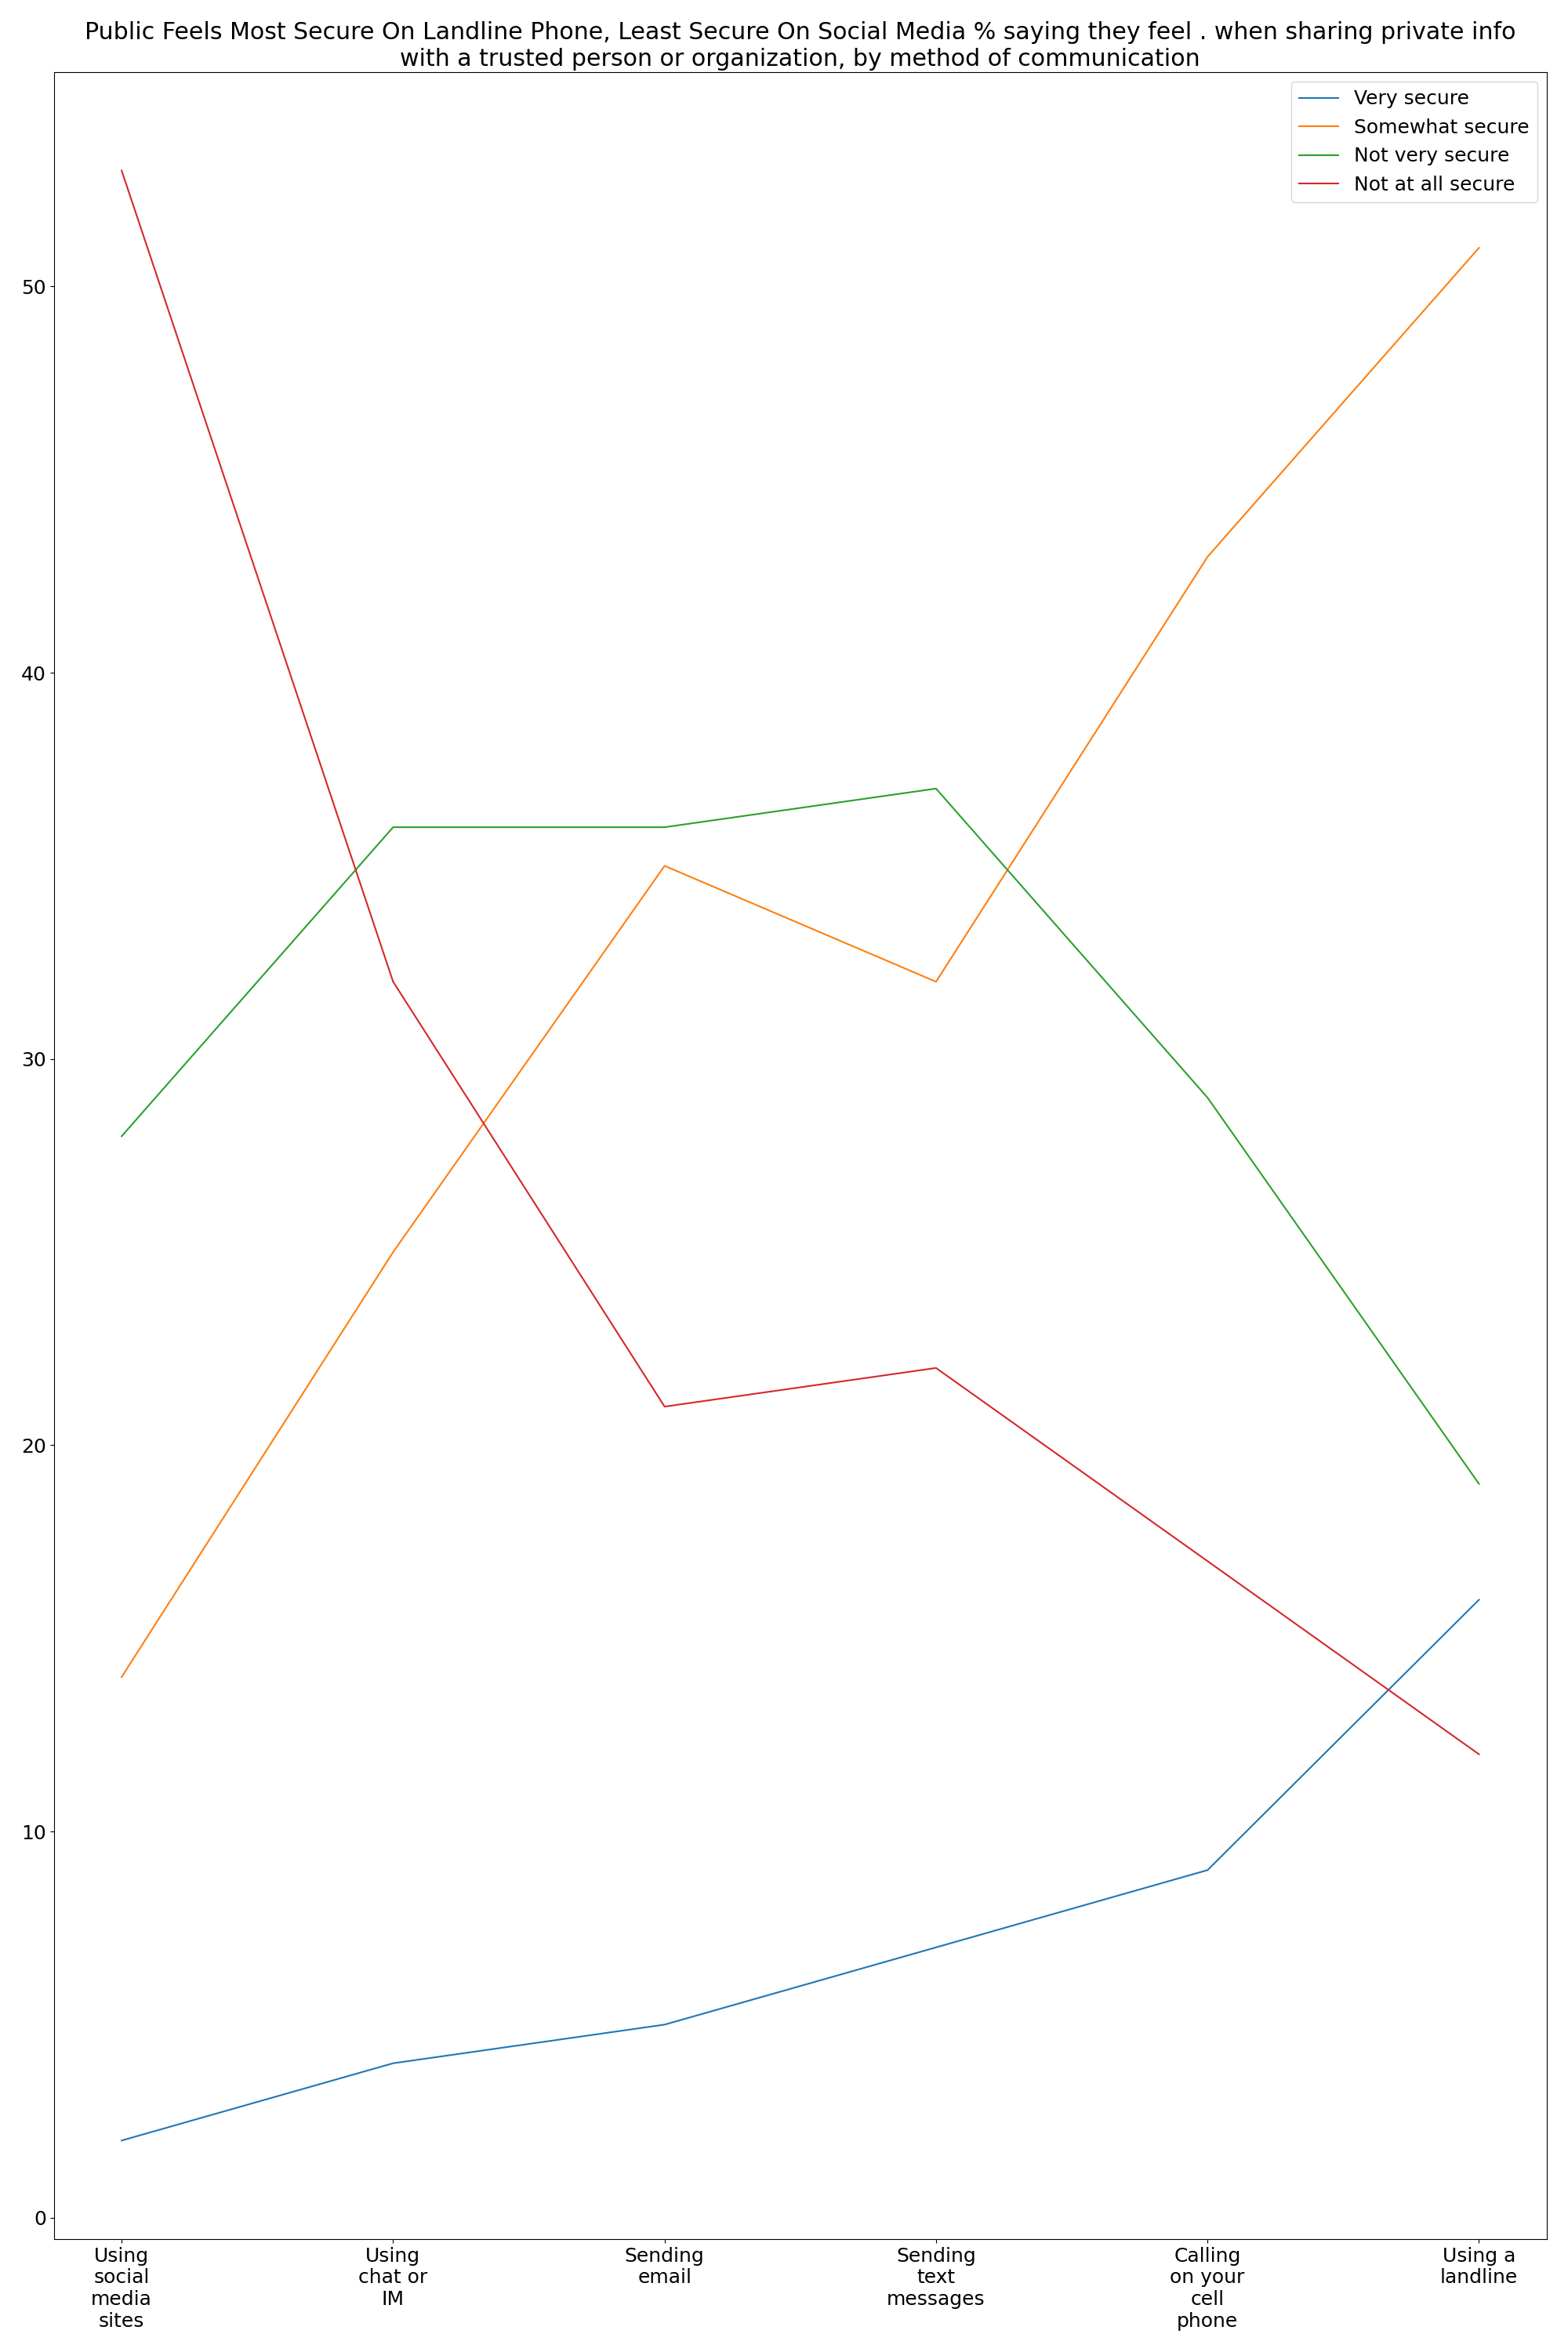 Public Feels Most Secure On Landline Phone, Least Secure On Social Media % saying they feel . when sharing private info
with a trusted person or organization, by method of communication
Very secure
Somewhat secure
Not very secure
Not at all secure
50
40
30
20
10
0
Using
social
media
sites
Using
chat or
IM
Sending
email
Sending
text
messages
Calling
on your
cell
phone
Using a
landline